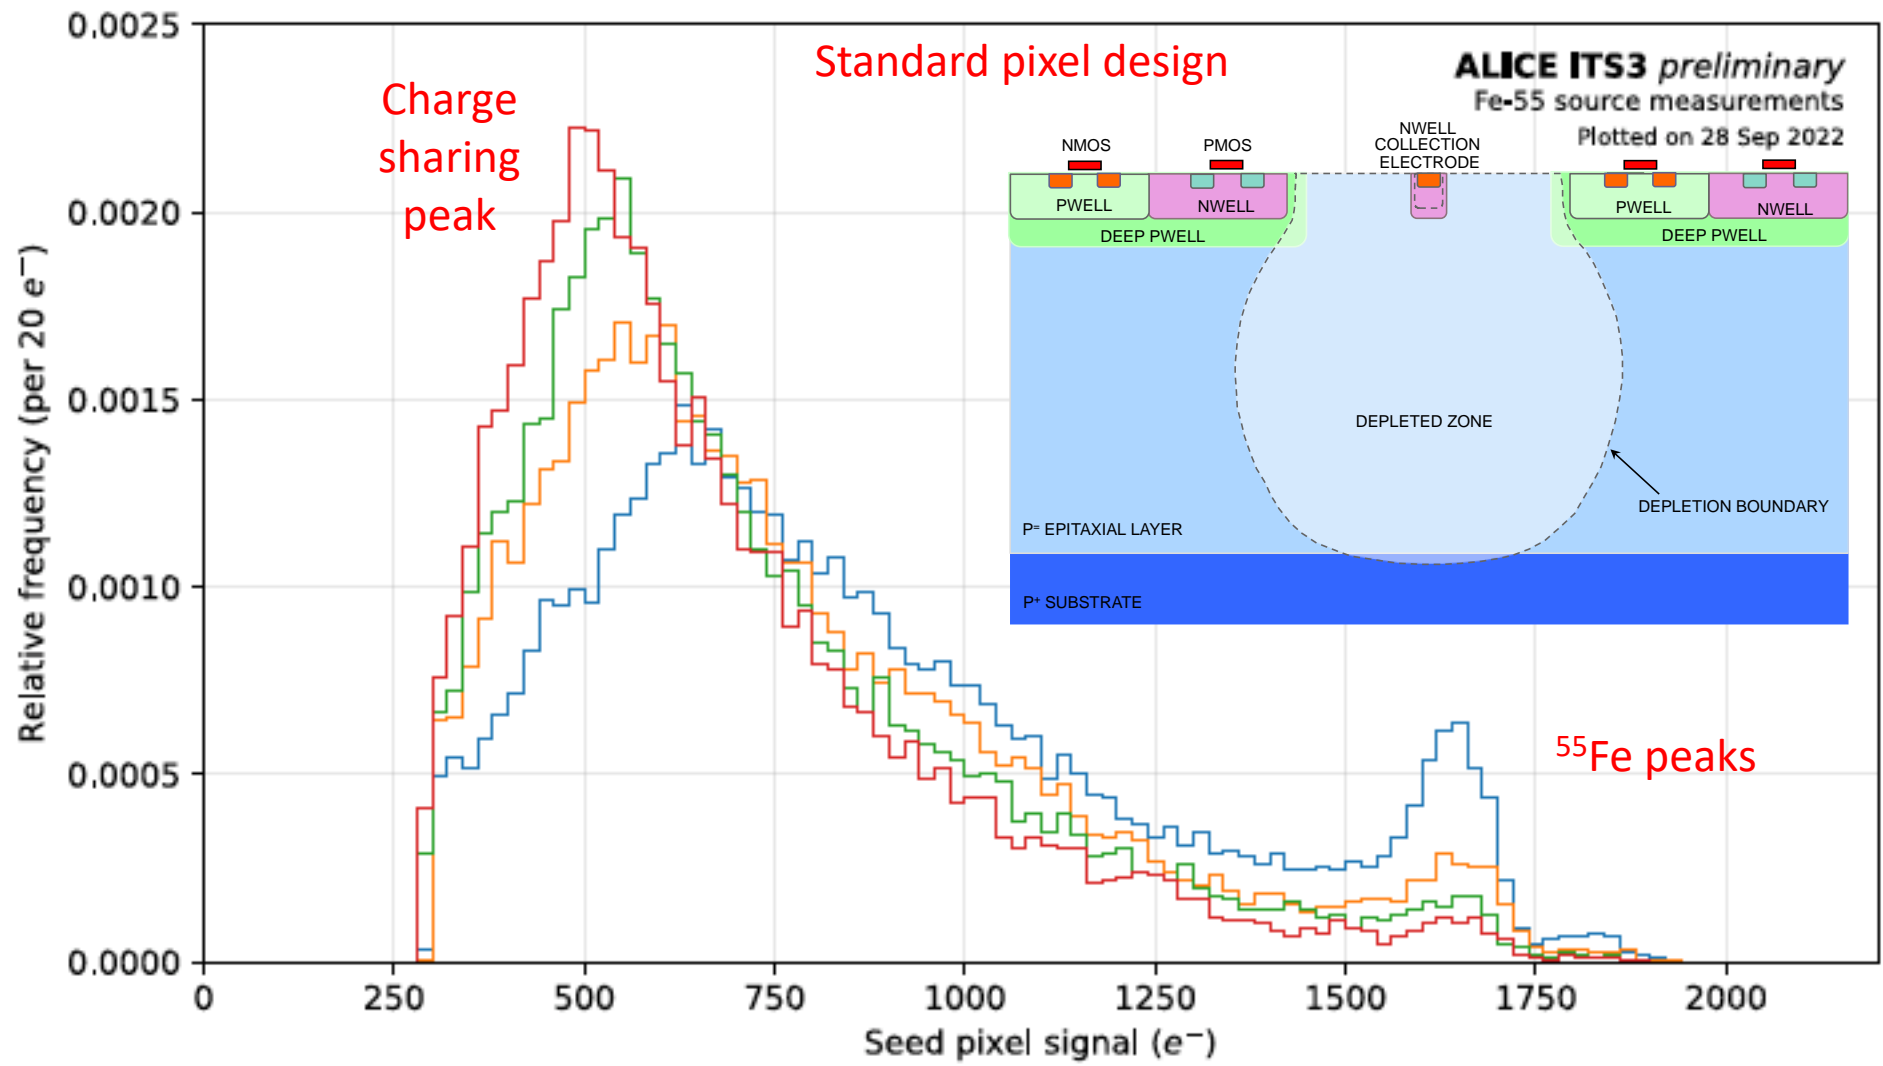 Standard pixel design
Charge
sharing
peak
ALICE ITS3 preliminary
Fe-55 source measurements
Plotted on 28 Sep 2022
NMOS
PMOS
NWELL
COLLECTION
ELECTRODE
PWELL
NWELL
DEEP PWELL
PWELL
NWELL
DEEP PWELL
DEPLETED ZONE
DEPLETION BOUNDARY
P= EPITAXIAL LAYER
P+ SUBSTRATE
55Fe peaks
Relative frequency (per 20 e−)
0.0025
0.0020
0.0015
0.0010
0.0005
0.0000
0 250 500 750 1000 1250 1500 1750 2000
Seed pixel signal (e−)